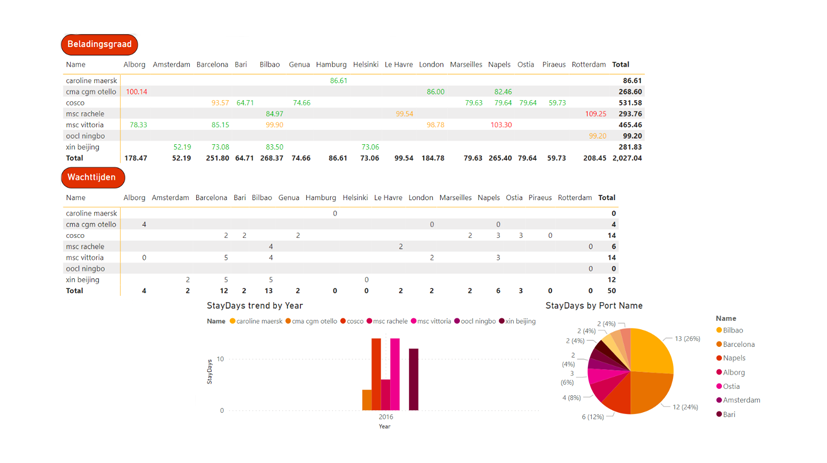 Beladingsgraad
Name Alborg Amsterdam Barcelona Bari Bilbao Genua Hamburg Helsinki Le Havre London Marseilles Napels Ostia Piraeus Rotterdam Total
caroline maersk 86.61 86.61
cma cgm otello 100.14 86.00 82.46 268.60
cosco 93.57 64.71 74.66 79.63 79.64 79.64 59.73 531.58
msc rachele 84.97 99.54 109.25 293.76
msc vittoria 78.33 85.15 99.90 98.78 103.30 465.46
oocl ningbo 99.20 99.20
xin beijing 52.19 73.08 83.50 73.06 281.83
Total 178.47 52.19 251.80 64.71 268.37 74.66 86.61 73.06 99.54 184.78 79.63 265.40 79.64 59.73 208.45 2,027.04
Wachttijden
Name Alborg Amsterdam Barcelona Bari Bilbao Genua Hamburg Helsinki Le Havre London Marseilles Napels Ostia Piraeus Rotterdam Total
caroline maersk 0 0
cma cgm otello 4 0 0 4
cosco 2 2 2 2 3 3 0 14
msc rachele 4 2 0 6
msc vittoria 0 5 4 2 3 14
oocl ningbo 0 0
xin beijing 2 5 5 0 12
Total 4 2 12 2 13 2 0 0 2 2 2 6 3 0 0 50
StayDays trend by Year
Name caroline maersk cma cgm otello cosco msc rachele msc vittoria oocl ningbo xin beijing
StayDays
10
0
2016
Year
StayDays by Port Name
13 (26%)
12 (24%)
6 (12%)
4 (8%)
3
(6%)
2
(4%)
2 (4%)
2 (4%)
2 (4%)
Name
Bilbao
Barcelona
Napels
Alborg
Ostia
Amsterdam
Bari